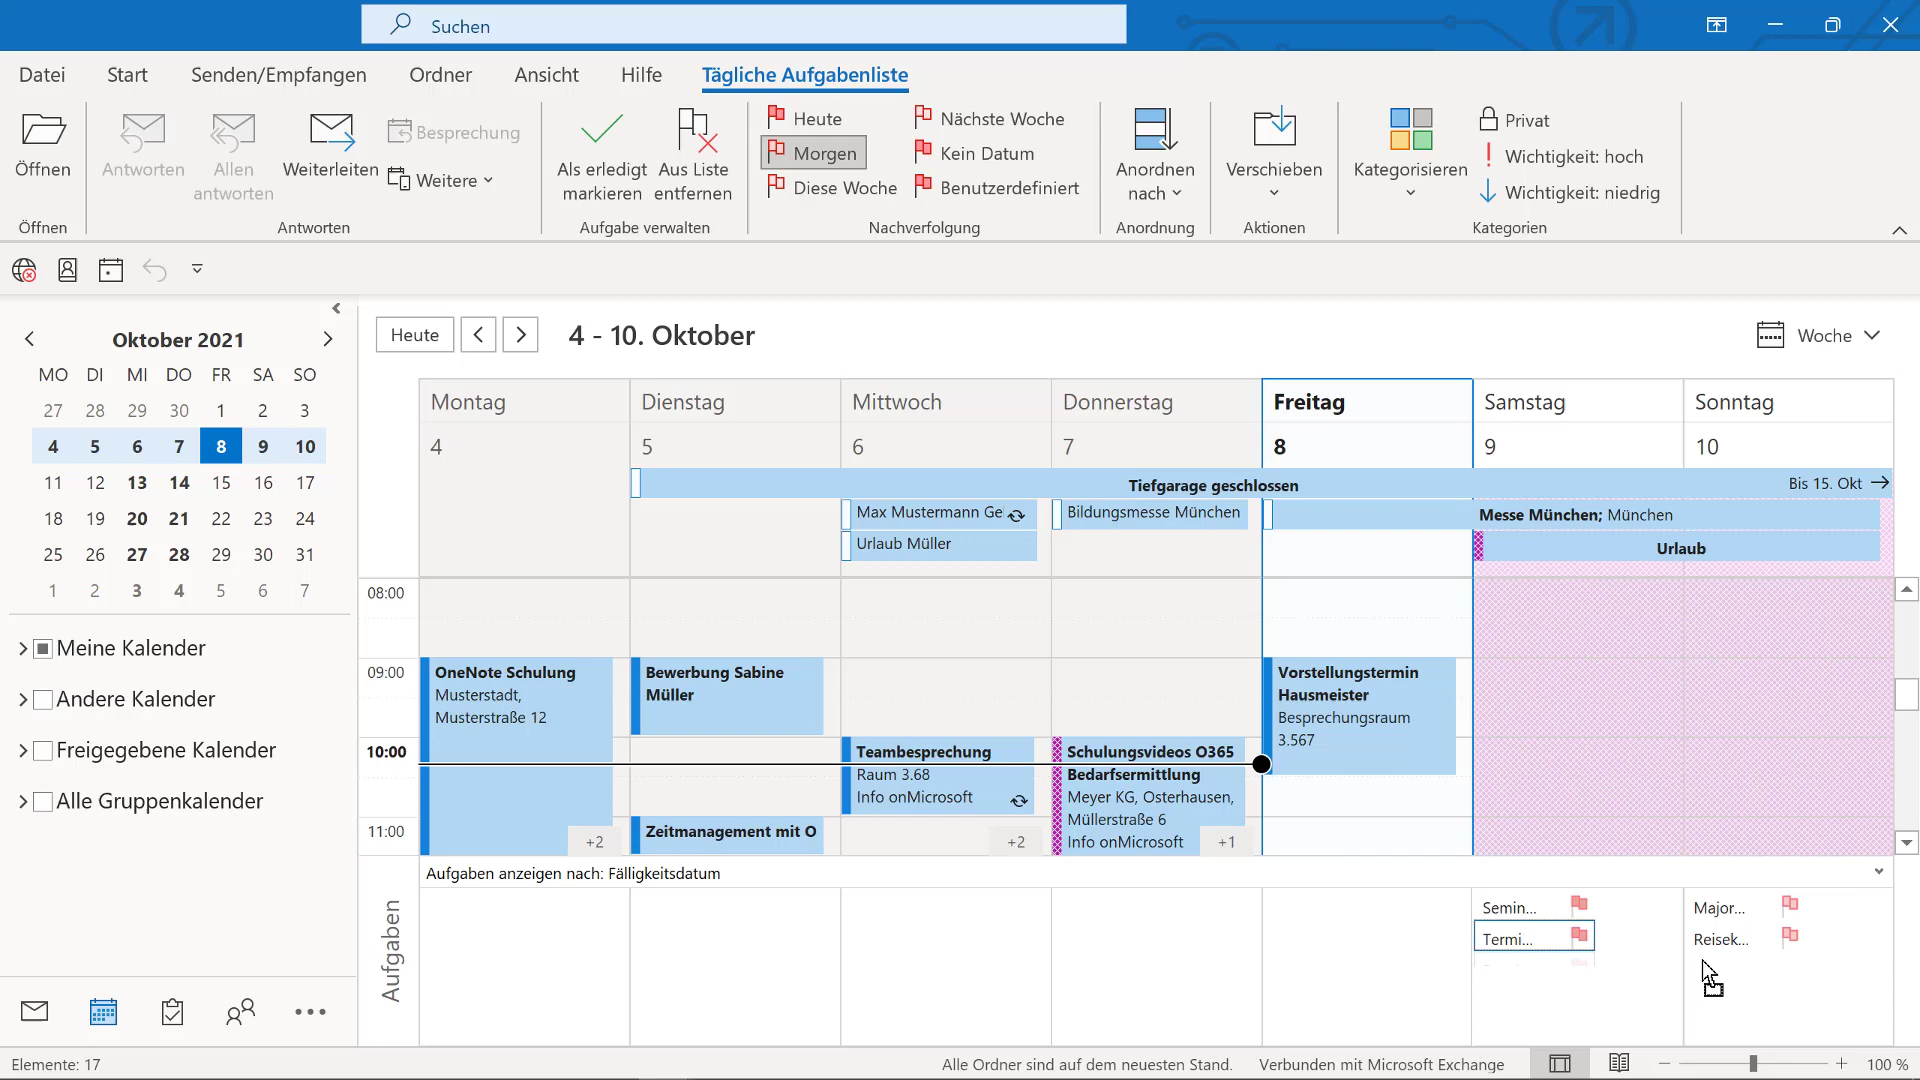 Suchen
Datei Start Senden/Empfangen Ordner Ansicht Hilfe Tägliche Aufgabenliste
Öffnen
Antworten
Allen antworten
Weiterleiten
Besprechung
Weitere
Als erledigt markieren
Aus Liste entfernen
Heute
Morgen
Diese Woche
Nächste Woche
Kein Datum
Benutzerdefiniert
Anordnen nach
Verschieben
Kategorisieren
Privat
Wichtigkeit: hoch
Wichtigkeit: niedrig
Öffnen Antworten Aufgabe verwalten Nachverfolgung Anordnung Aktionen Kategorien
Oktober 2021
MO DI MI DO FR SA SO
27 28 29 30 1 2 3
4 5 6 7 8 9 10
11 12 13 14 15 16 17
18 19 20 21 22 23 24
25 26 27 28 29 30 31
1 2 3 4 5 6 7
Meine Kalender
Andere Kalender
Freigegebene Kalender
Alle Gruppenkalender
Heute
4 - 10. Oktober
Woche
Montag Dienstag Mittwoch Donnerstag Freitag Samstag Sonntag
4 5 6 7 8 9 10
Tiefgarage geschlossen
Bis 15. Okt
Max Mustermann Ge
Bildungsmesse München
Messe München; München
Urlaub Müller
Urlaub
08:00
09:00
10:00
11:00
OneNote Schulung
Musterstadt,
Musterstraße 12
+2
Bewerbung Sabine
Müller
Zeitmanagement mit O
Teambesprechung
Raum 3.68
Info onMicrosoft
+2
Schulungsvideos O365
Bedarfsermittlung
Meyer KG, Osterhausen,
Müllerstraße 6
Info onMicrosoft
+1
Vorstellungstermin
Hausmeister
Besprechungsraum
3.567
Aufgaben anzeigen nach: Fälligkeitsdatum
Aufgaben
Semin...
Termi...
Major...
Reisek...
Elemente: 17
Alle Ordner sind auf dem neuesten Stand.
Verbunden mit Microsoft Exchange
100 %